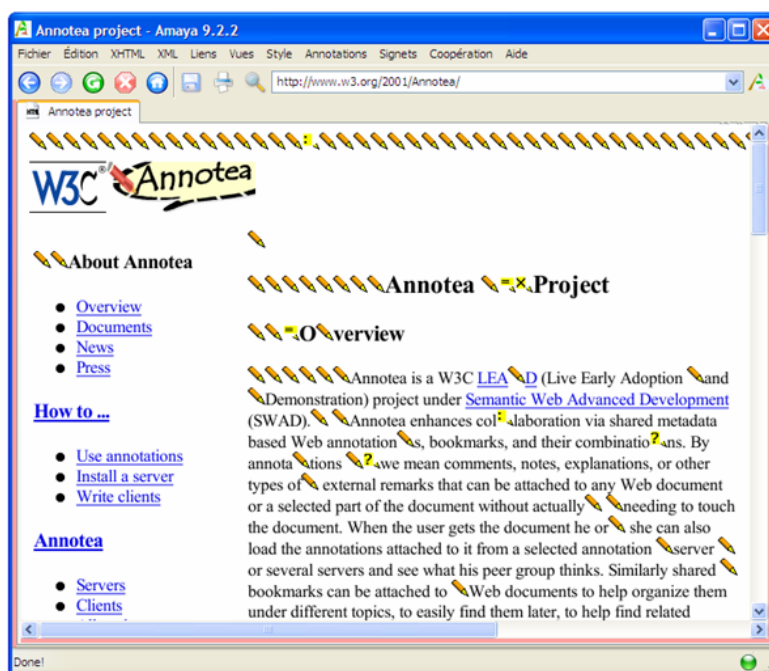 Annotea project - Amaya 9.2.2
Fichier Édition XHTML XML Liens Vues Style Annotations Signets Coopération Aide
http://www.w3.org/2001/Annotea/
Annotea project
W3C® Annotea
About Annotea
Overview
Documents
News
Press
How to ...
Use annotations
Install a server
Write clients
Annotea
Servers
Clients
Annotea Project
Overview
Annotea is a W3C LEAD (Live Early Adoption and
Demonstration) project under Semantic Web Advanced Development
(SWAD). Annotea enhances col: laboration via shared metadata
based Web annotations, bookmarks, and their combinatio? ns. By
annotations ? we mean comments, notes, explanations, or other
types of external remarks that can be attached to any Web document
or a selected part of the document without actually needing to touch
the document. When the user gets the document he or she can also
load the annotations attached to it from a selected annotation server
or several servers and see what his peer group thinks. Similarly shared
bookmarks can be attached to Web documents to help organize them
under different topics, to easily find them later, to help find related
Done!